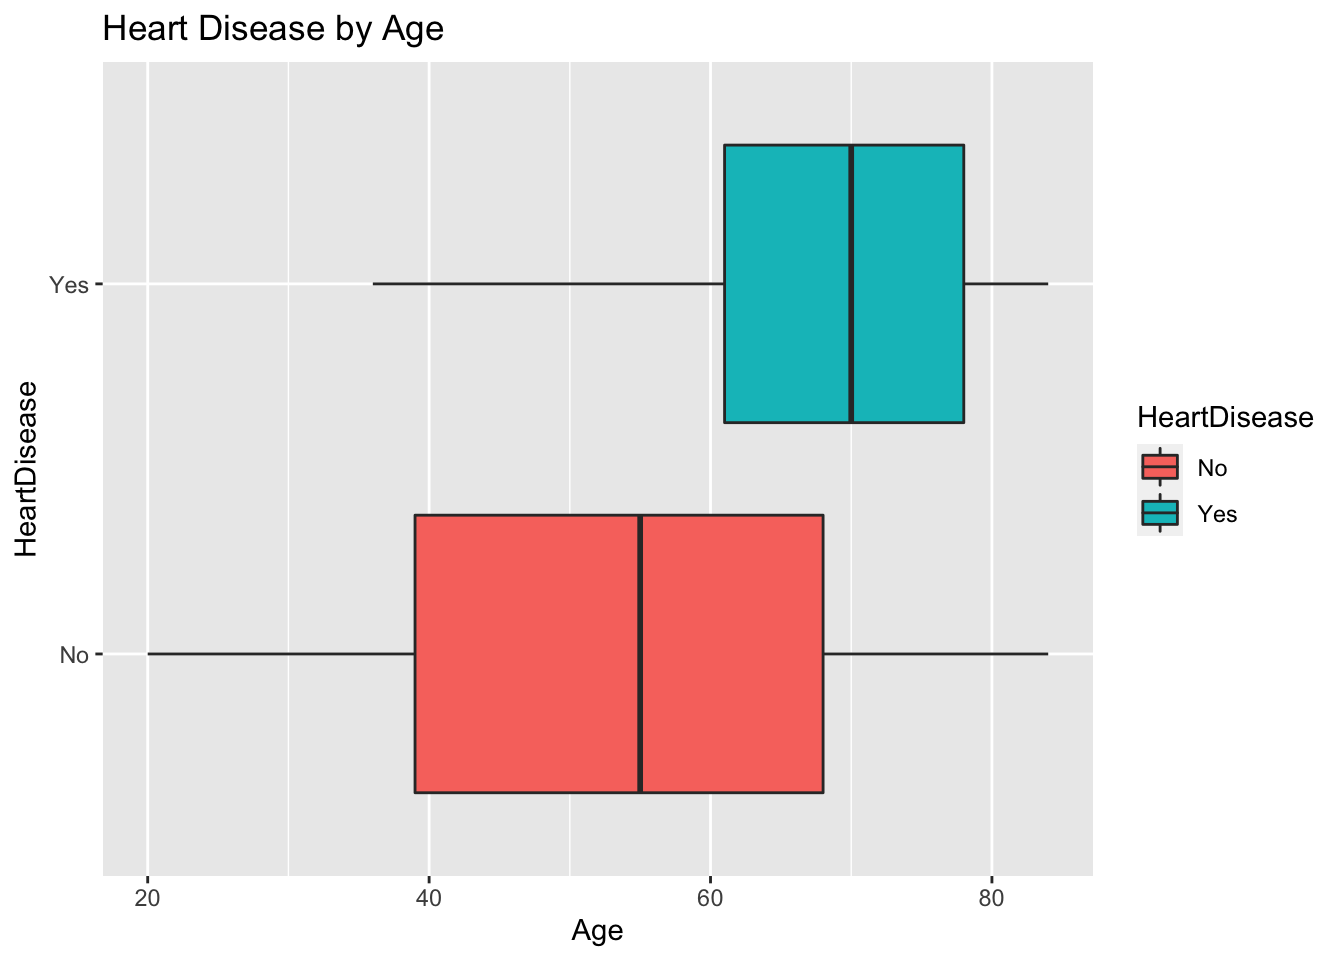 Heart Disease by Age
HeartDisease
Yes
No
20 40 60 80
Age
HeartDisease
No
Yes